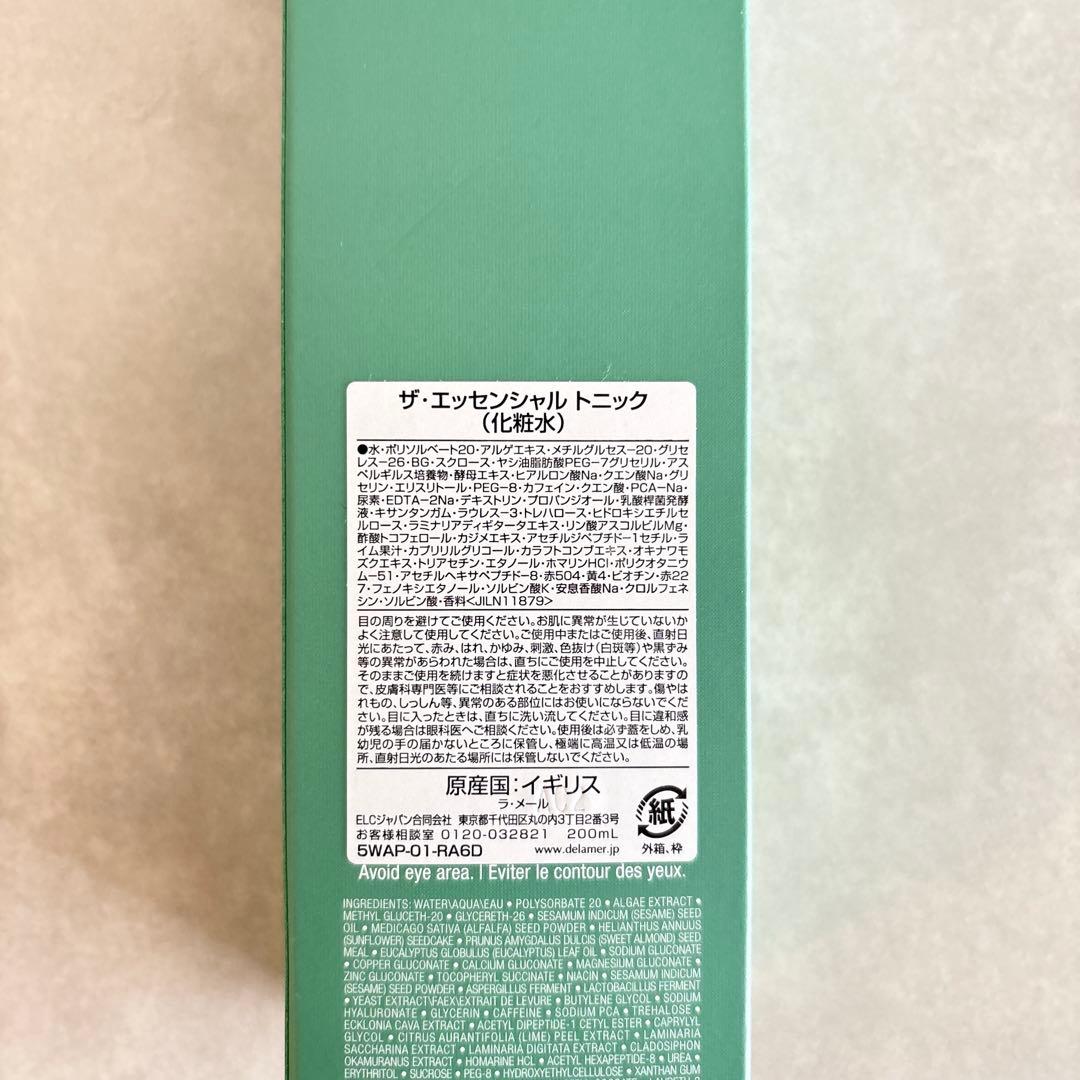 ザ・エッセンシャル トニック
（化粧水）
●水・ポリソルベート20・アルゲエキス・メチルグルセス-20・グリセ
レス-26・BG・スクロース・ヤシ油脂肪酸PEG-7グリセリル・アス
ペルギルス培養物・酵母エキス・ヒアルロン酸Na・クエン酸Na・グリ
セリン・エリスリトール・PEG-8・カフェイン・クエン酸・PCA-Na・
尿素・EDTA-2Na・デキストリン・プロパンジオール・乳酸桿菌発酵
液・キサンタンガム・ラウレス-3・トレハロース・ヒドロキシエチルセ
ルロース・ラミナリアディギタータエキス・リン酸アスコルビルMg・
酢酸トコフェロール・カジメエキス・アセチルジペプチド-1セチル・ラ
イム果汁・カプリリルグリコール・カラフトコンブエキス・オキナワモ
ズクエキス・トリアセチン・エタノール・ホマリンHCl・ポリクオタニウ
ム-51・アセチルヘキサペプチド-8・赤504・黄4・ビオチン・赤22
7・フェノキシエタノール・ソルビン酸K・安息香酸Na・クロルフェネ
シン・ソルビン酸・香料<JILN11879>
目の周りを避けてご使用ください。お肌に異常が生じていないか
よく注意して使用してください。ご使用中またはご使用後、直射日
光にあたって、赤み、はれ、かゆみ、刺激、色抜け(白斑等)や黒ずみ
等の異常があらわれた場合は、直ちにご使用を中止してください。
そのままご使用を続けますと症状を悪化させることがありますの
で、皮膚科専門医等にご相談されることをおすすめします。傷やは
れもの、しっしん等、異常のある部位にはお使いにならないでくだ
さい。目に入ったときは、直ちに洗い流してください。目に違和感
が残る場合は眼科医へご相談ください。使用後は必ず蓋をしめ、乳
幼児の手の届かないところに保管し、極端に高温又は低温の場
所、直射日光のあたる場所には保管しないでください。
原産国：イギリス
ラ・メール
ELCジャパン合同会社 東京都千代田区丸の内3丁目2番3号
お客様相談室 0120-032821 200mL
5WAP-01-RA6D www.delamer.jp
紙
外箱、枠
Avoid eye area. | Eviter le contour des yeux.
INGREDIENTS: WATER\AQUA\EAU • POLYSORBATE 20 • ALGAE EXTRACT •
METHYL GLUCETH-20 • GLYCERETH-26 • SESAMUM INDICUM (SESAME) SEED
OIL • MEDICAGO SATIVA (ALFALFA) SEED POWDER • HELIANTHUS ANNUUS
(SUNFLOWER) SEEDCAKE • PRUNUS AMYGDALUS DULCIS (SWEET ALMOND) SEED
MEAL • EUCALYPTUS GLOBULUS (EUCALYPTUS) LEAF OIL • SODIUM GLUCONATE
• COPPER GLUCONATE • CALCIUM GLUCONATE • MAGNESIUM GLUCONATE •
ZINC GLUCONATE • TOCOPHERYL SUCCINATE • NIACIN • SESAMUM INDICUM
(SESAME) SEED POWDER • ASPERGILLUS FERMENT • LACTOBACILLUS FERMENT
• YEAST EXTRACT\FAEX\EXTRAIT DE LEVURE • BUTYLENE GLYCOL • SODIUM
HYALURONATE • GLYCERIN • CAFFEINE • SODIUM PCA • TREHALOSE •
ECKLONIA CAVA EXTRACT • ACETYL DIPEPTIDE-1 CETYL ESTER • CAPRYLYL
GLYCOL • CITRUS AURANTIFOLIA (LIME) PEEL EXTRACT • LAMINARIA
SACCHARINA EXTRACT • LAMINARIA DIGITATA EXTRACT • CLADOSIPHON
OKAMURANUS EXTRACT • HOMARINE HCL • ACETYL HEXAPEPTIDE-8 • UREA •
ERYTHRITOL • SUCROSE • PEG-8 • HYDROXYETHYLCELLULOSE • XANTHAN GUM